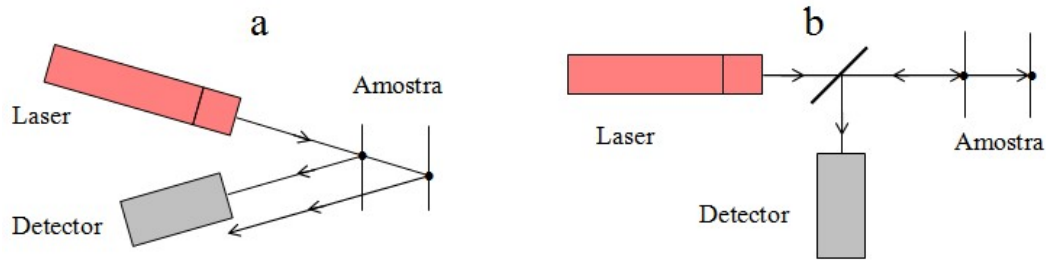 a
Laser
Amostra
Detector
b
Laser
Amostra
Detector